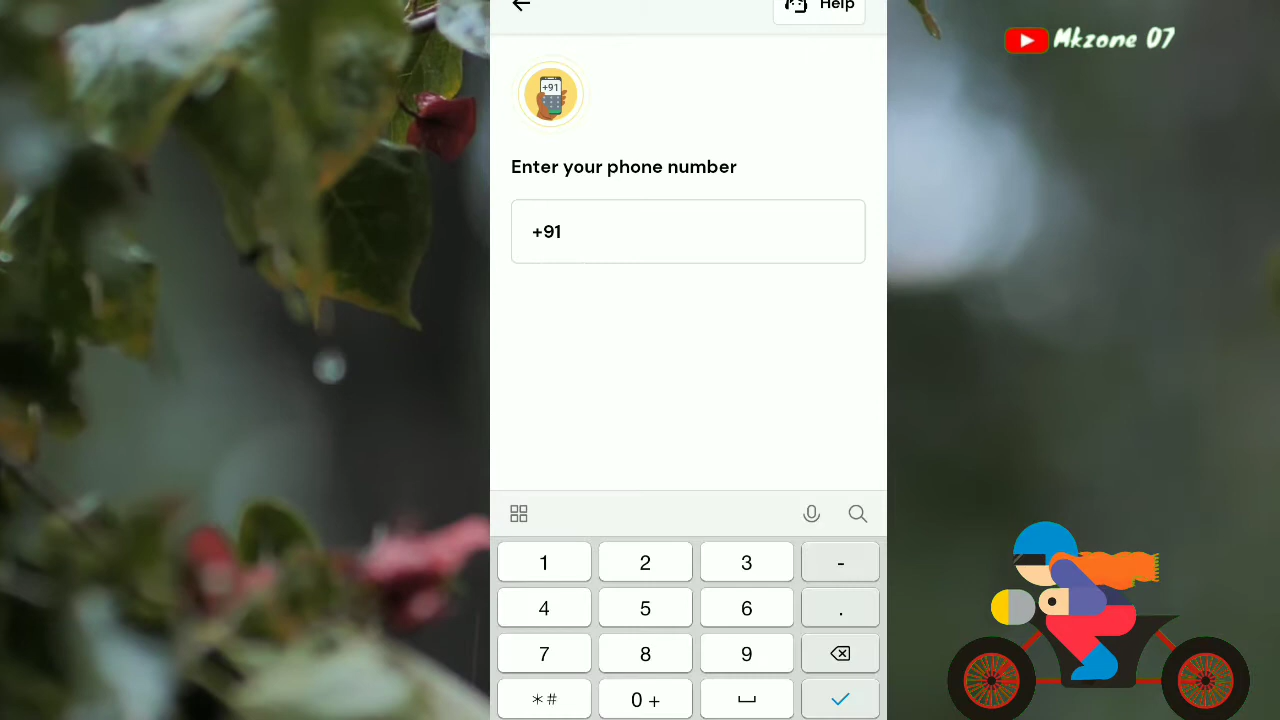 Help
Mkzone 07
+91
Enter your phone number
+91
1 2 3 -
4 5 6 .
7 8 9
*# 0 +